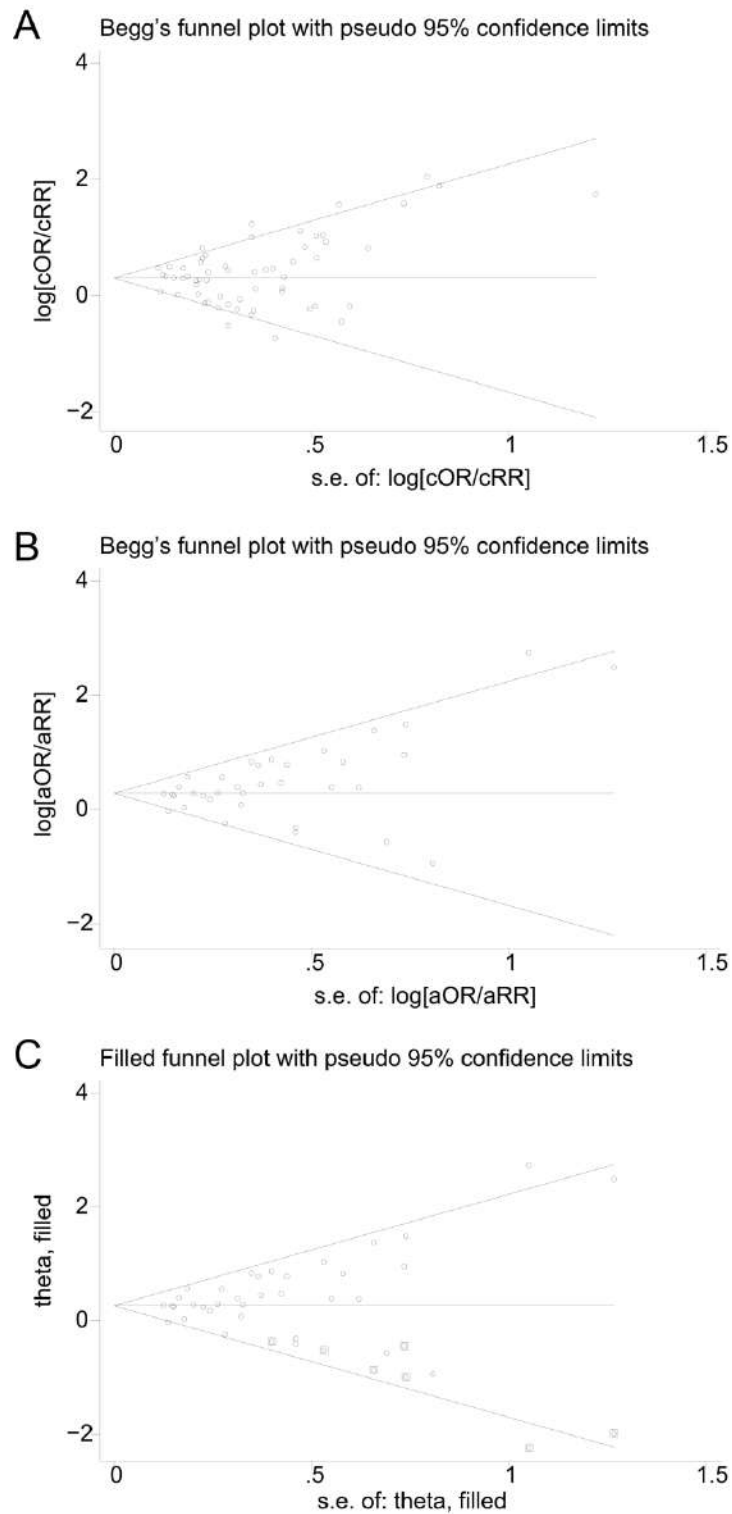 A
Begg's funnel plot with pseudo 95% confidence limits
4
2
0
−2
log[cOR/cRR]
0 .5 1 1.5
s.e. of: log[cOR/cRR]
B
Begg's funnel plot with pseudo 95% confidence limits
4
2
0
−2
log[aOR/aRR]
0 .5 1 1.5
s.e. of: log[aOR/aRR]
C
Filled funnel plot with pseudo 95% confidence limits
4
2
0
−2
theta, filled
0 .5 1 1.5
s.e. of: theta, filled